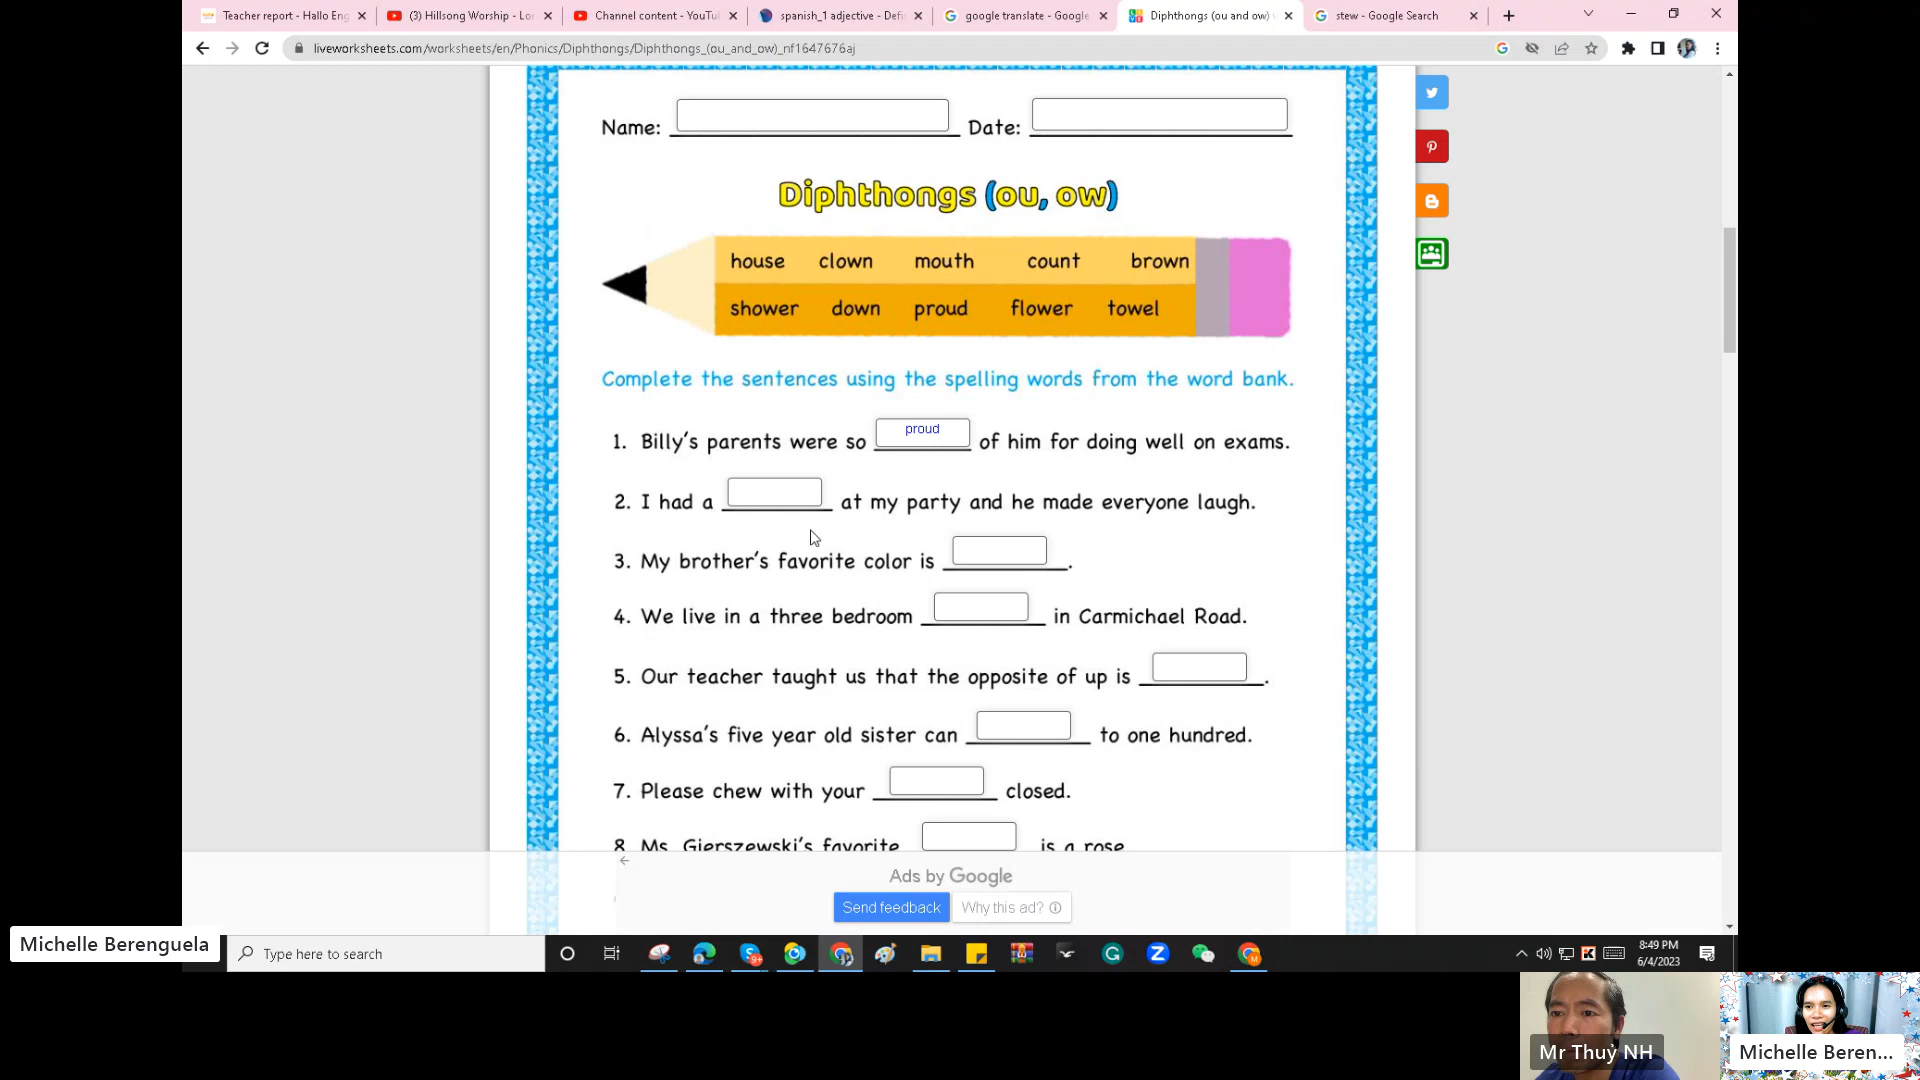 Teacher report - Hallo Eng
(3) Hillsong Worship - Lor
Channel content - YouTu
spanish_1 adjective - Defi
google translate - Google
Diphthongs (ou and ow)
stew - Google Search
liveworksheets.com/worksheets/en/Phonics/Diphthongs/Diphthongs_(ou_and_ow)_nf1647676aj
Name: Date:
Diphthongs (ou, ow)
house clown mouth count brown
shower down proud flower towel
Complete the sentences using the spelling words from the word bank.
1. Billy's parents were so proud of him for doing well on exams.
2. I had a at my party and he made everyone laugh.
3. My brother's favorite color is .
4. We live in a three bedroom in Carmichael Road.
5. Our teacher taught us that the opposite of up is .
6. Alyssa's five year old sister can to one hundred.
7. Please chew with your closed.
8. Ms. Gierszewski's favorite is a rose
Ads by Google
Send feedback Why this ad?
Michelle Berenguela
Type here to search
8:49 PM
6/4/2023
Mr Thuỷ NH
Michelle Beren...